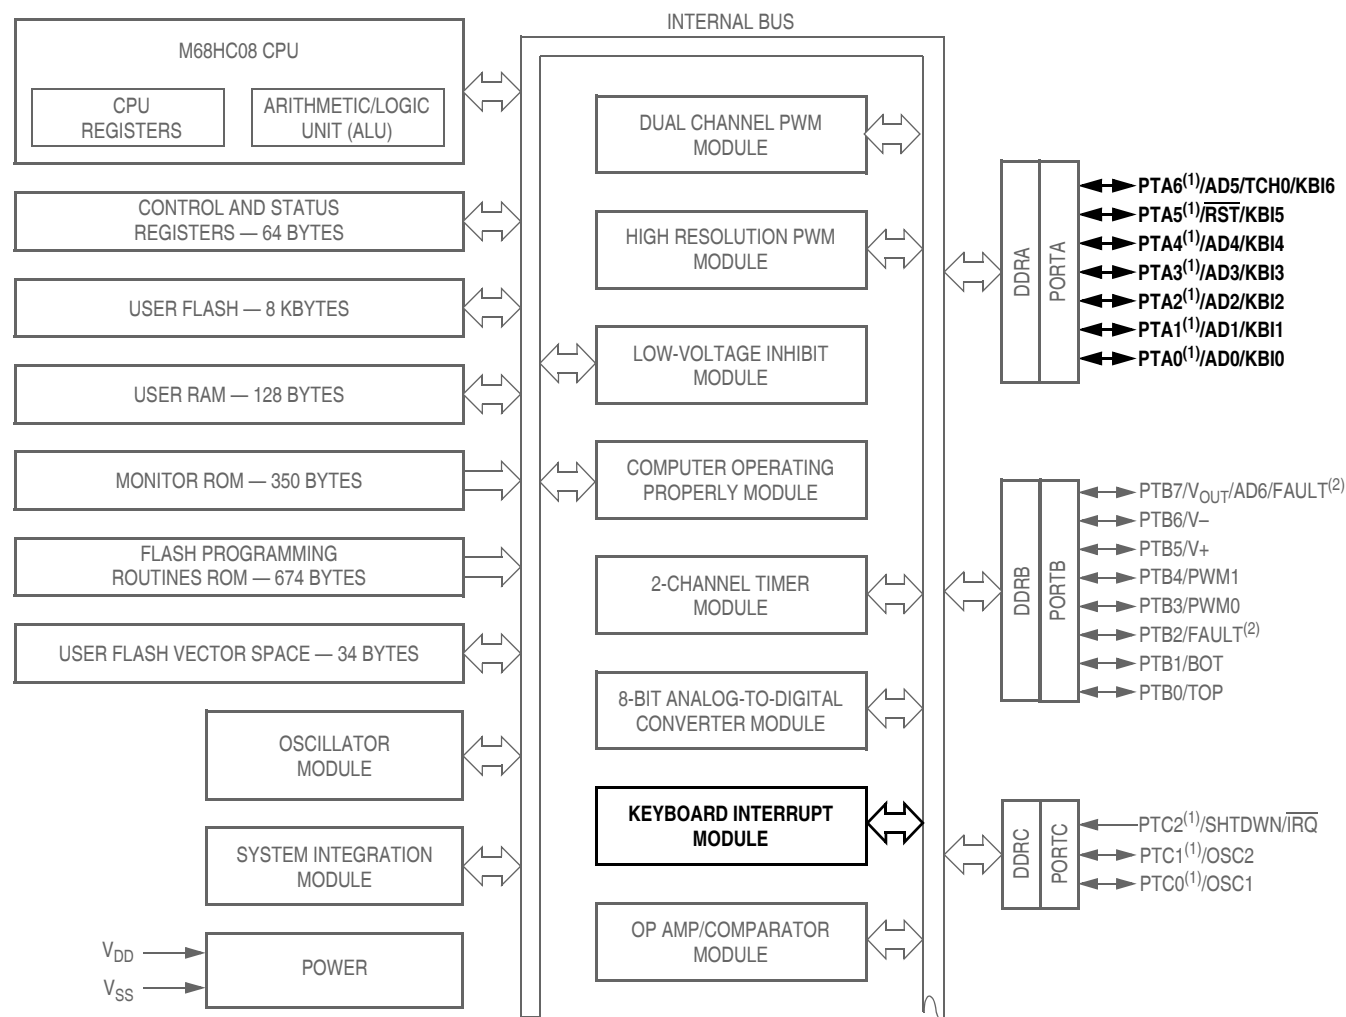 INTERNAL BUS
M68HC08 CPU
CPU
REGISTERS
ARITHMETIC/LOGIC
UNIT (ALU)
CONTROL AND STATUS
REGISTERS — 64 BYTES
USER FLASH — 8 KBYTES
USER RAM — 128 BYTES
MONITOR ROM — 350 BYTES
FLASH PROGRAMMING
ROUTINES ROM — 674 BYTES
USER FLASH VECTOR SPACE — 34 BYTES
OSCILLATOR
MODULE
SYSTEM INTEGRATION
MODULE
VDD
VSS
POWER
DUAL CHANNEL PWM
MODULE
HIGH RESOLUTION PWM
MODULE
LOW-VOLTAGE INHIBIT
MODULE
COMPUTER OPERATING
PROPERLY MODULE
2-CHANNEL TIMER
MODULE
8-BIT ANALOG-TO-DIGITAL
CONVERTER MODULE
KEYBOARD INTERRUPT
MODULE
OP AMP/COMPARATOR
MODULE
DDRA
PORTA
PTA6(1)/AD5/TCH0/KBI6
PTA5(1)/RST/KBI5
PTA4(1)/AD4/KBI4
PTA3(1)/AD3/KBI3
PTA2(1)/AD2/KBI2
PTA1(1)/AD1/KBI1
PTA0(1)/AD0/KBI0
DDRB
PORTB
PTB7/VOUT/AD6/FAULT(2)
PTB6/V–
PTB5/V+
PTB4/PWM1
PTB3/PWM0
PTB2/FAULT(2)
PTB1/BOT
PTB0/TOP
DDRC
PORTC
PTC2(1)/SHTDWN/IRQ
PTC1(1)/OSC2
PTC0(1)/OSC1